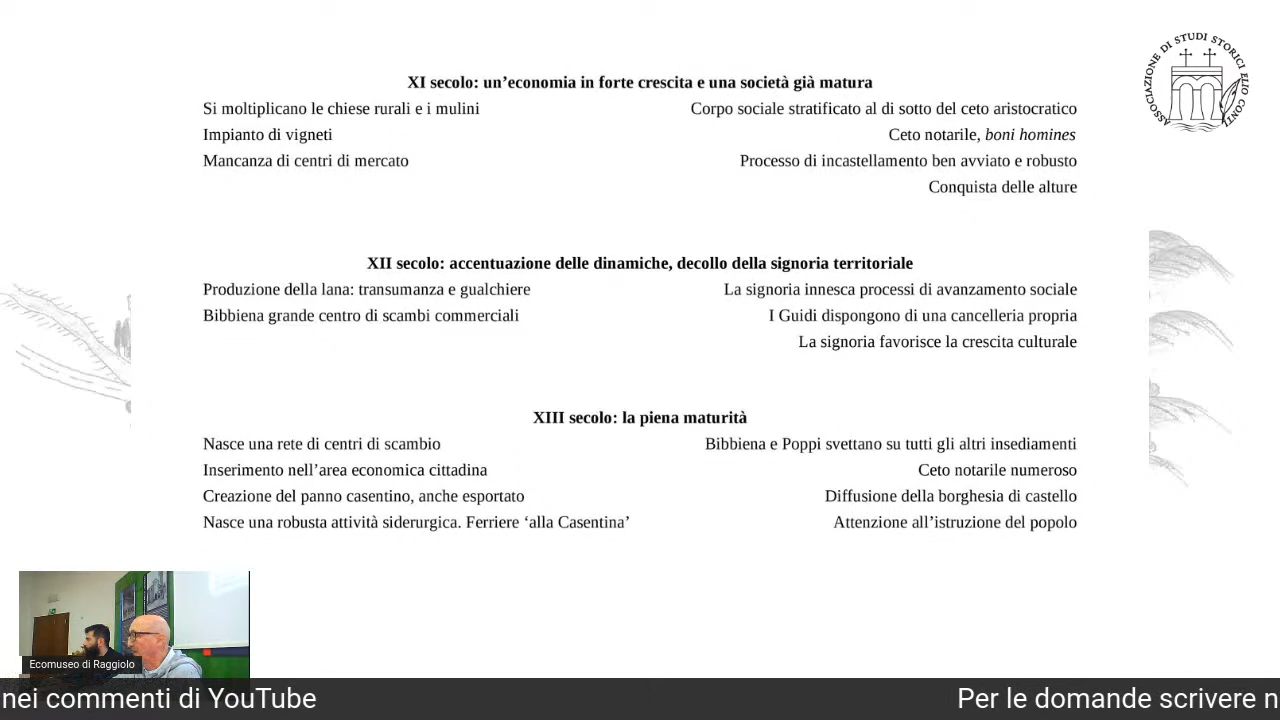 XI secolo: un’economia in forte crescita e una società già matura
Si moltiplicano le chiese rurali e i mulini
Corpo sociale stratificato al di sotto del ceto aristocratico
Impianto di vigneti
Ceto notarile, boni homines
Mancanza di centri di mercato
Processo di incastellamento ben avviato e robusto
Conquista delle alture
XII secolo: accentuazione delle dinamiche, decollo della signoria territoriale
Produzione della lana: transumanza e gualchiere
La signoria innesca processi di avanzamento sociale
Bibbiena grande centro di scambi commerciali
I Guidi dispongono di una cancelleria propria
La signoria favorisce la crescita culturale
XIII secolo: la piena maturità
Nasce una rete di centri di scambio
Bibbiena e Poppi svettano su tutti gli altri insediamenti
Inserimento nell’area economica cittadina
Ceto notarile numeroso
Creazione del panno casentino, anche esportato
Diffusione della borghesia di castello
Nasce una robusta attività siderurgica. Ferriere ‘alla Casentina’
Attenzione all’istruzione del popolo
ASSOCIAZIONE DI STUDI STORICI ELIO CONTI
Ecomuseo di Raggiolo
nei commenti di YouTube
Per le domande scrivere n